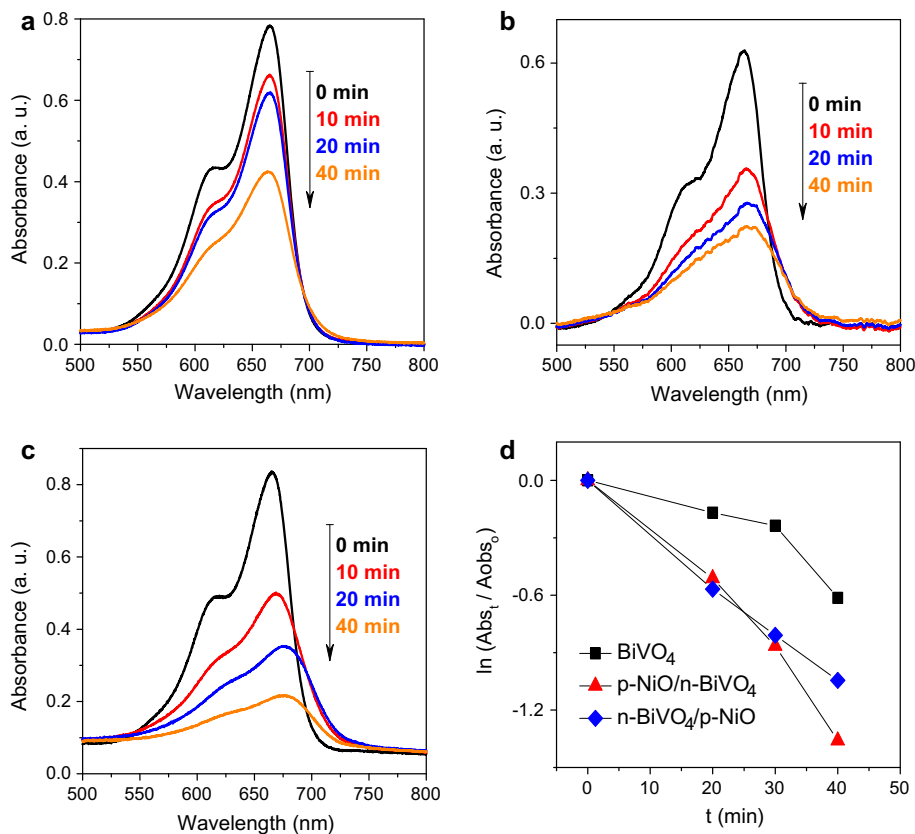 a
0.8
0.6
0.4
0.2
0.0
Absorbance (a. u.)
0 min
10 min
20 min
40 min
500 550 600 650 700 750 800
Wavelength (nm)
b
0.6
0.3
0.0
Absorbance (a. u.)
0 min
10 min
20 min
40 min
500 550 600 650 700 750 800
Wavelength (nm)
c
0.8
0.6
0.4
0.2
0.0
Absorbance (a. u.)
0 min
10 min
20 min
40 min
500 550 600 650 700 750 800
Wavelength (nm)
d
0.0
-0.6
-1.2
ln (Abs_t / Aobs_o)
BiVO₄
p-NiO/n-BiVO₄
n-BiVO₄/p-NiO
0 10 20 30 40 50
t (min)